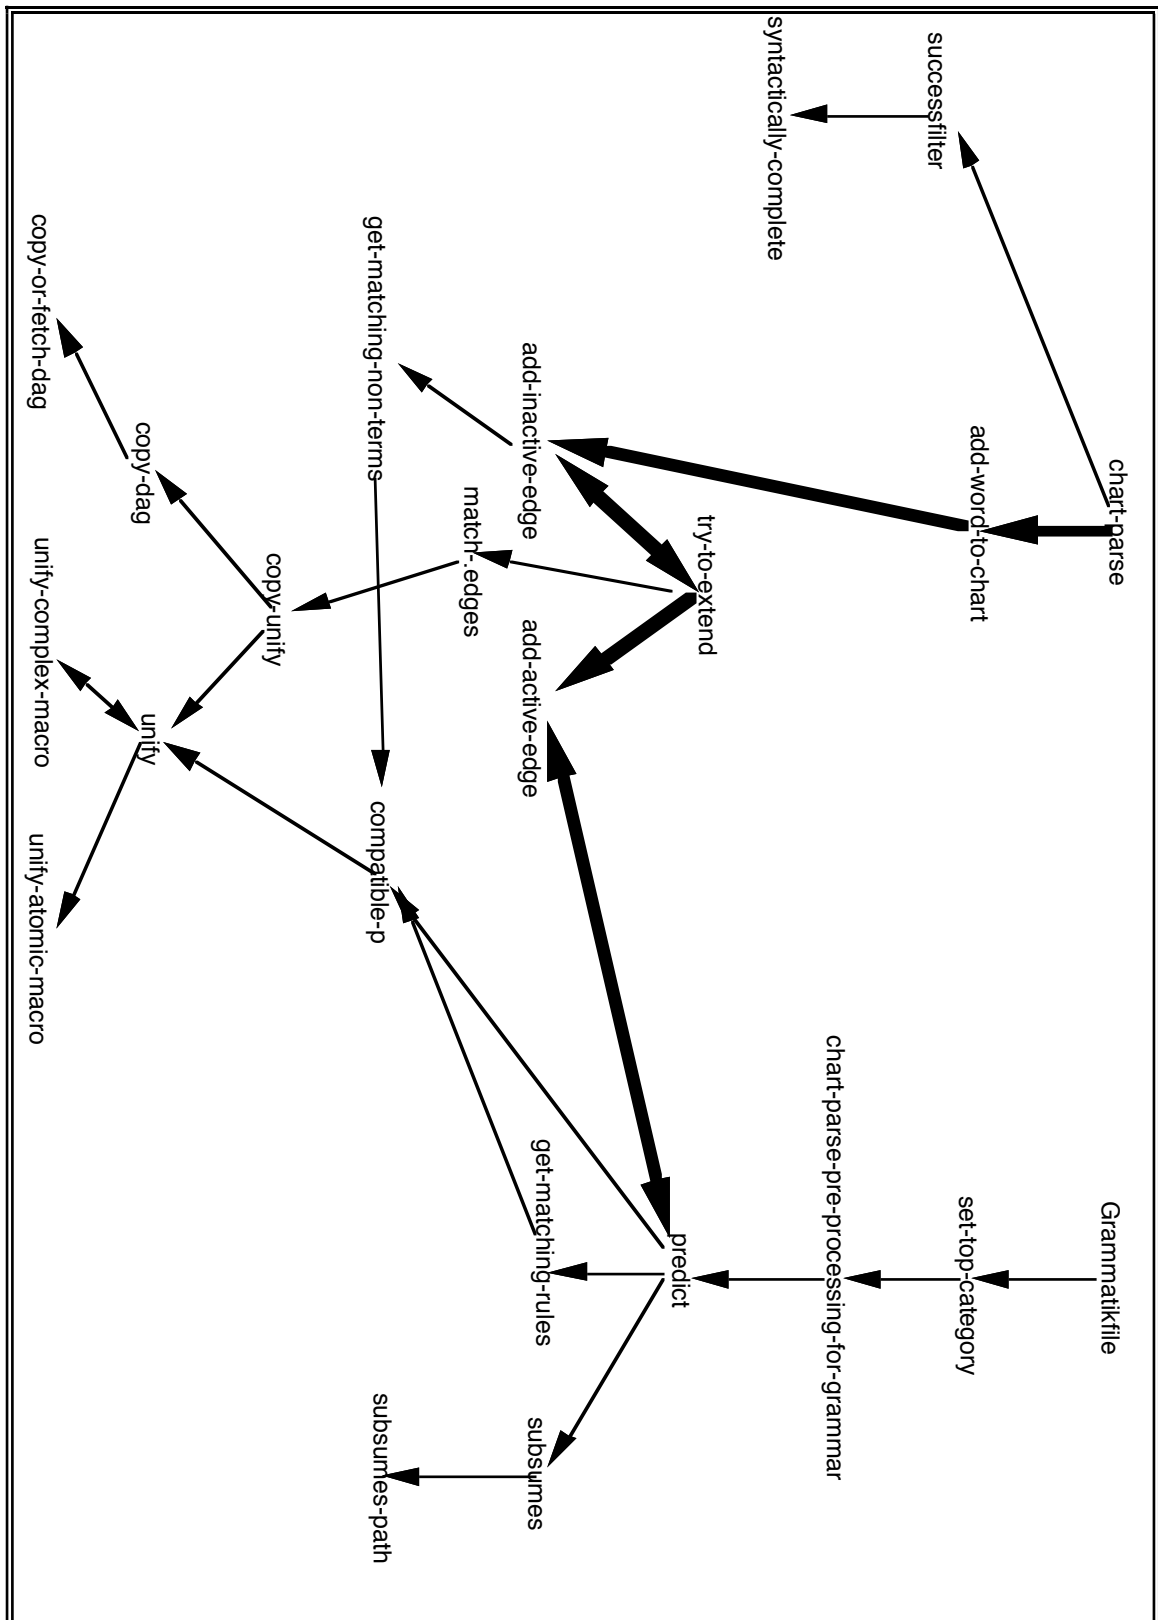 chart-parse
Grammatikfile
add-word-to-chart
set-top-category
successfilter
chart-parse-pre-processing-for-grammar
syntactically-complete
try-to-extend
predict
add-inactive-edge
add-active-edge
get-matching-rules
subsumes
match-.edges
get-matching-non-terms
compatible-p
subsumes-path
copy-unify
copy-dag
unify
copy-or-fetch-dag
unify-complex-macro
unify-atomic-macro